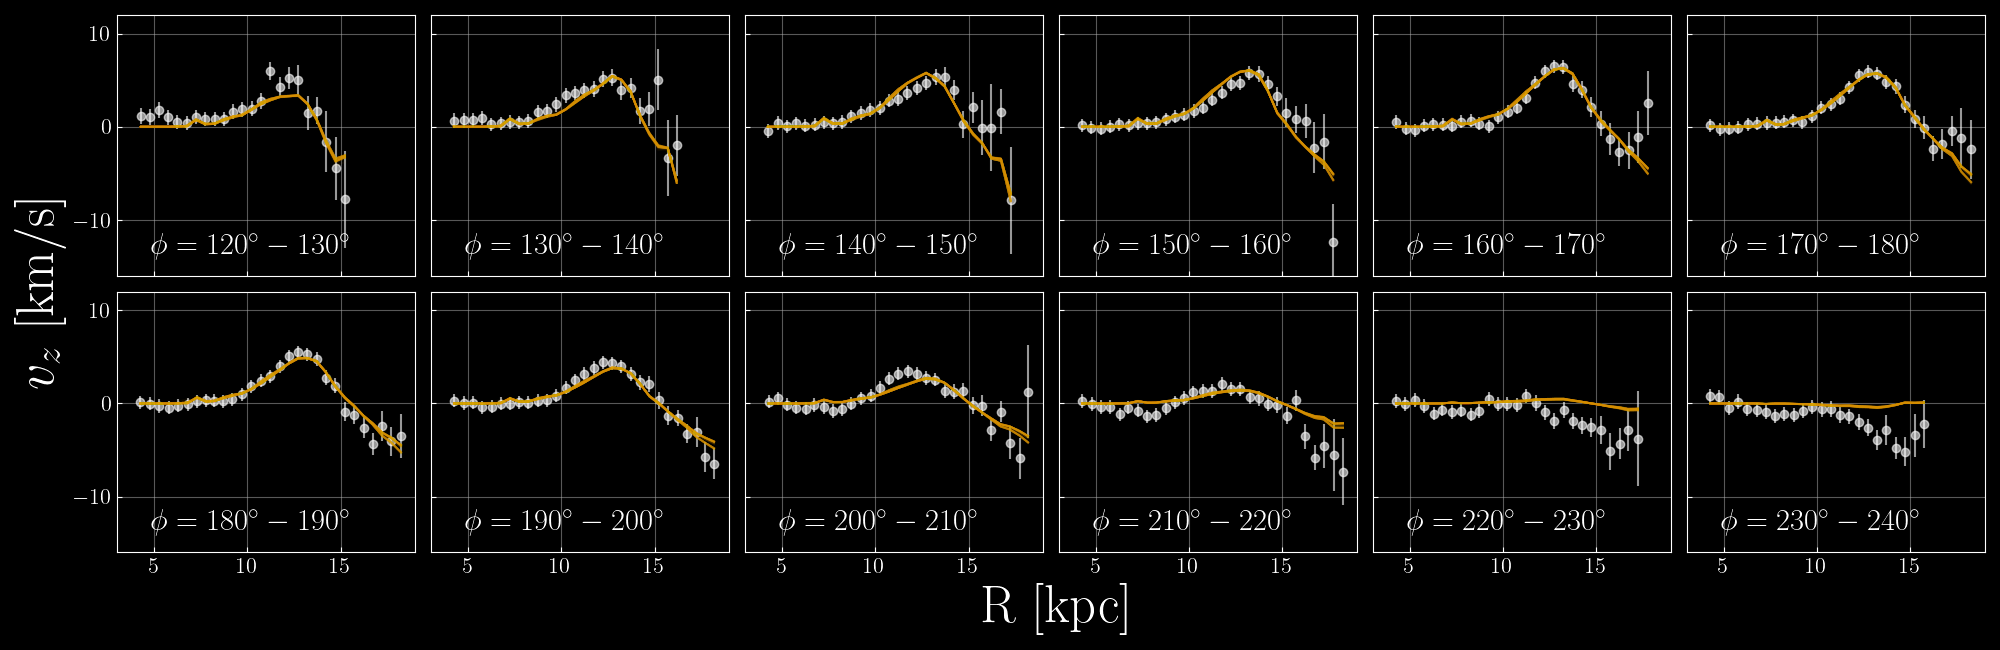 10
0
−10
ϕ = 120° − 130°
ϕ = 130° − 140°
ϕ = 140° − 150°
ϕ = 150° − 160°
ϕ = 160° − 170°
ϕ = 170° − 180°
v_z [km/s]
10
0
−10
ϕ = 180° − 190°
ϕ = 190° − 200°
ϕ = 200° − 210°
ϕ = 210° − 220°
ϕ = 220° − 230°
ϕ = 230° − 240°
5 10 15
5 10 15
5 10 15
5 10 15
5 10 15
5 10 15
R [kpc]